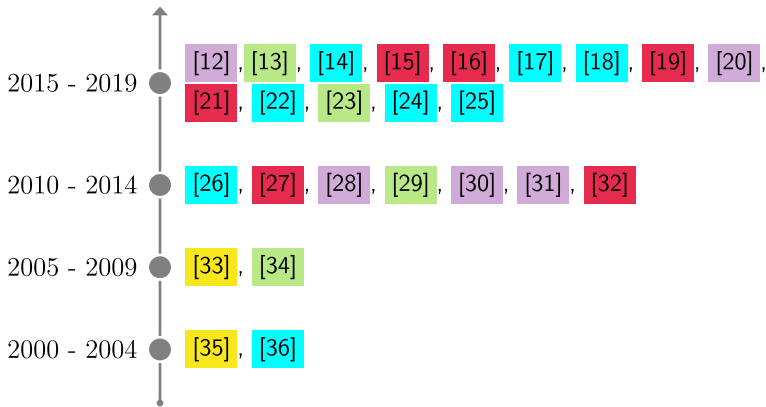 [12], [13], [14], [15], [16], [17], [18], [19], [20],
2015 - 2019
[21], [22], [23], [24], [25]
2010 - 2014 [26], [27], [28], [29], [30], [31], [32]
2005 - 2009 [33], [34]
2000 - 2004 [35], [36]